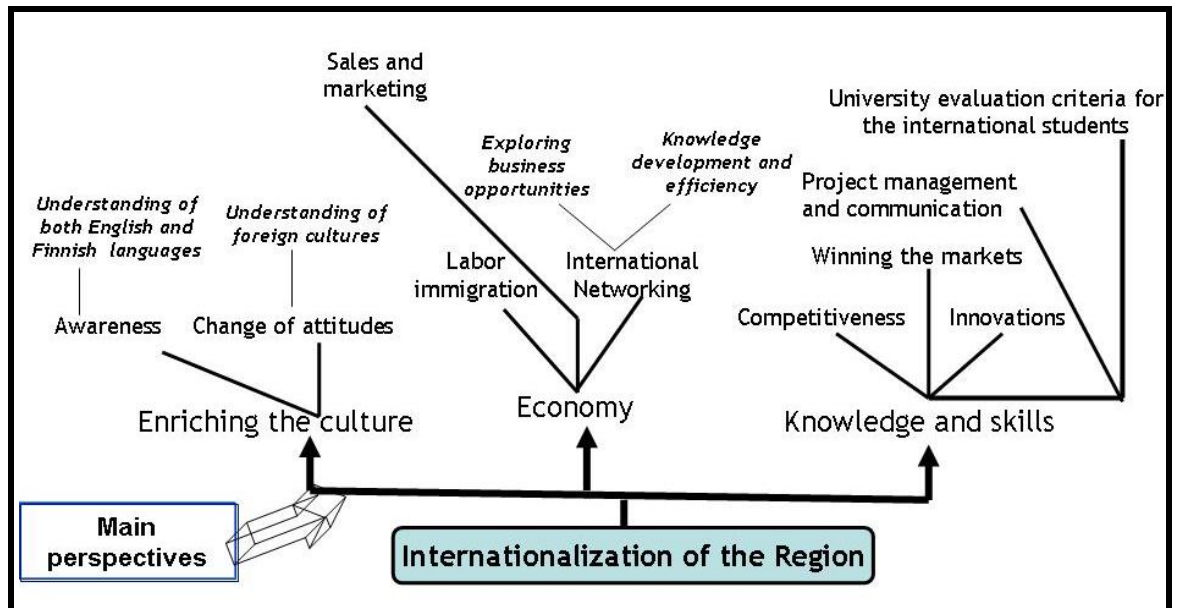 Sales and
marketing
University evaluation criteria for
the international students
Exploring
business
opportunities
Knowledge
development and
efficiency
Project management
and communication
Understanding of
both English and
Finnish languages
Understanding of
foreign cultures
Labor
immigration
International
Networking
Winning the markets
Awareness
Change of attitudes
Competitiveness
Innovations
Enriching the culture
Economy
Knowledge and skills
Main
perspectives
Internationalization of the Region